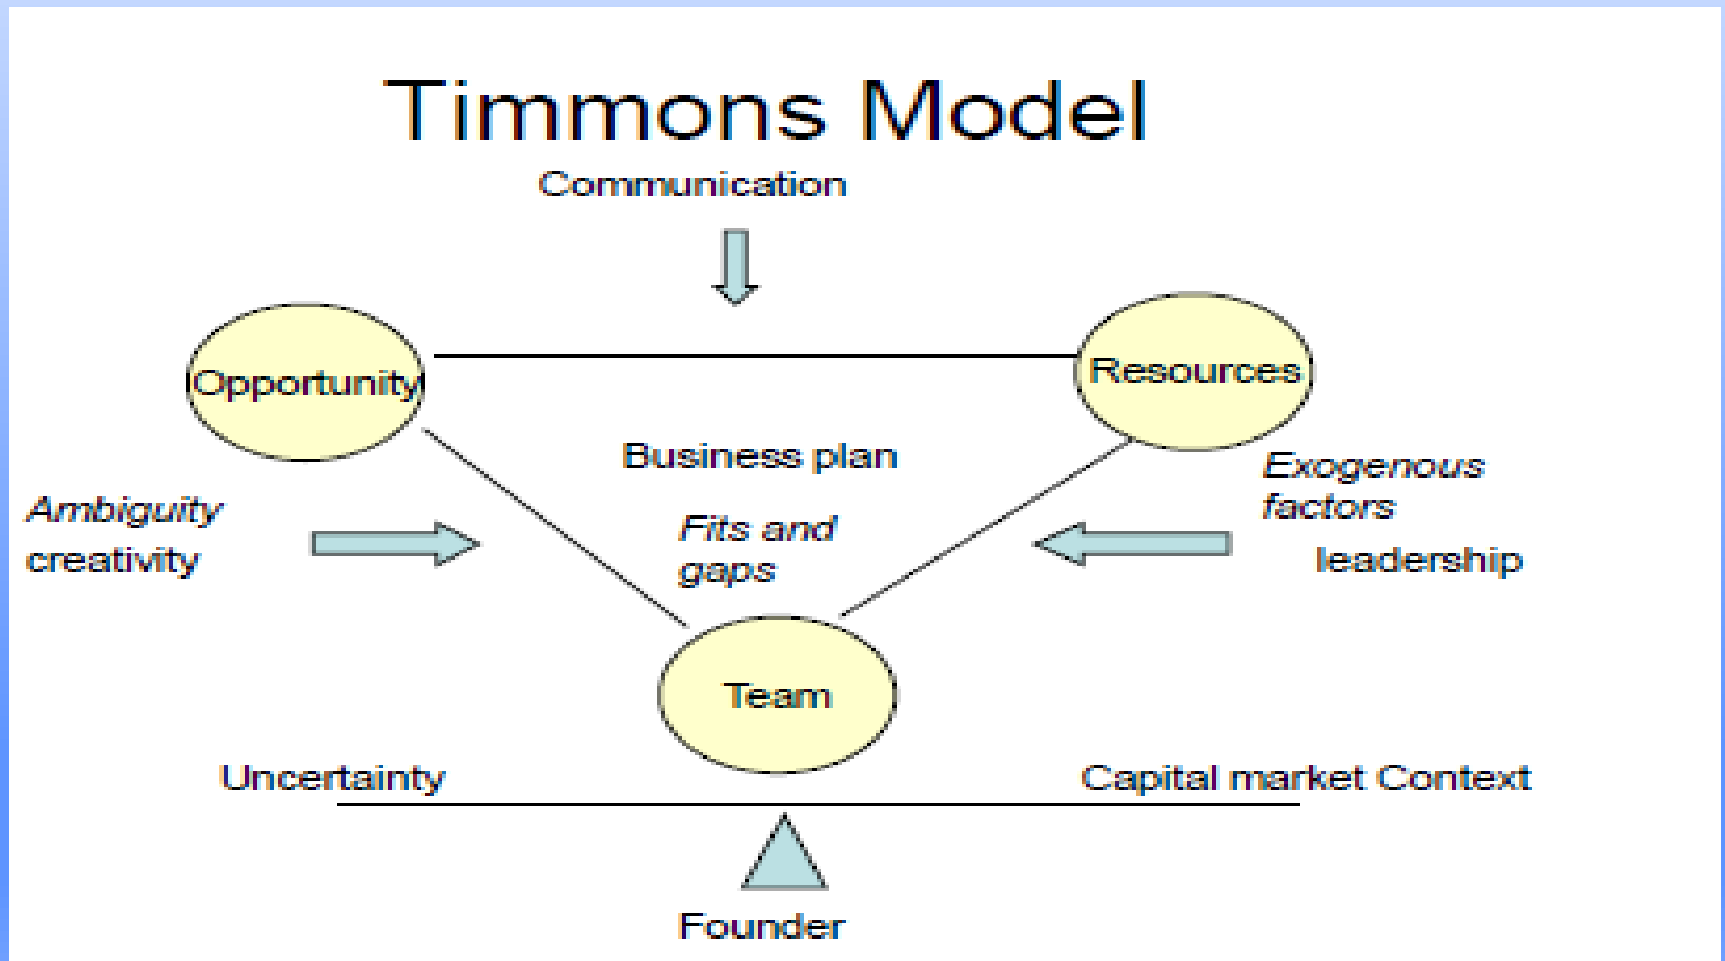 Timmons Model
Communication
Opportunity
Resources
Business plan
Exogenous
factors
Ambiguity
creativity
Fits and
gaps
leadership
Team
Uncertainty
Capital market Context
Founder